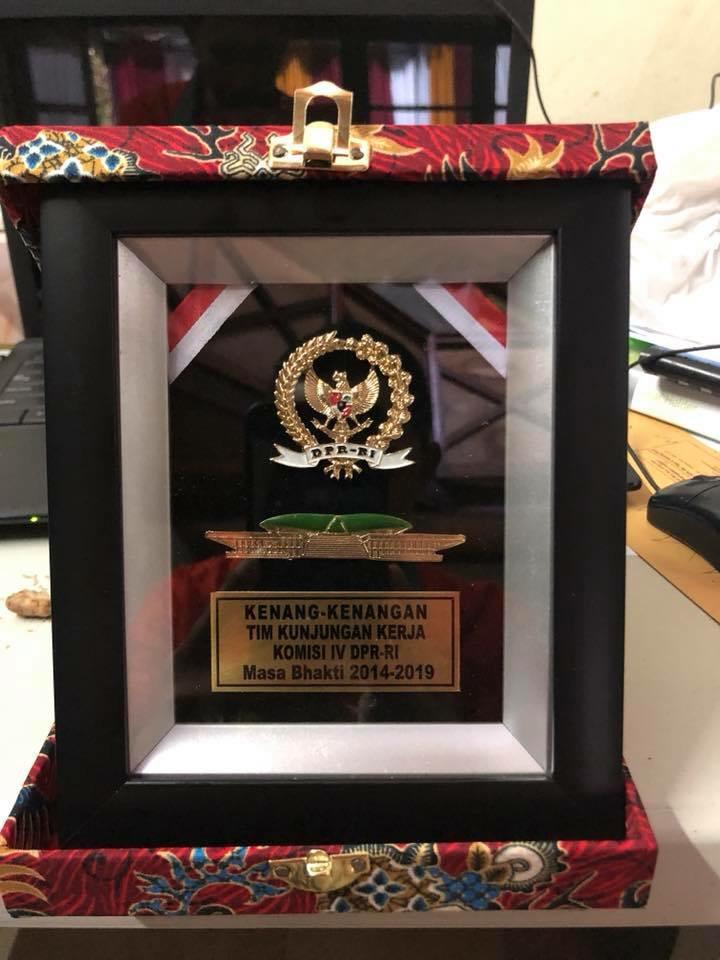 DPR-RI
KENANG-KENANGAN
TIM KUNJUNGAN KERJA
KOMISI IV DPR-RI
Masa Bhakti 2014-2019